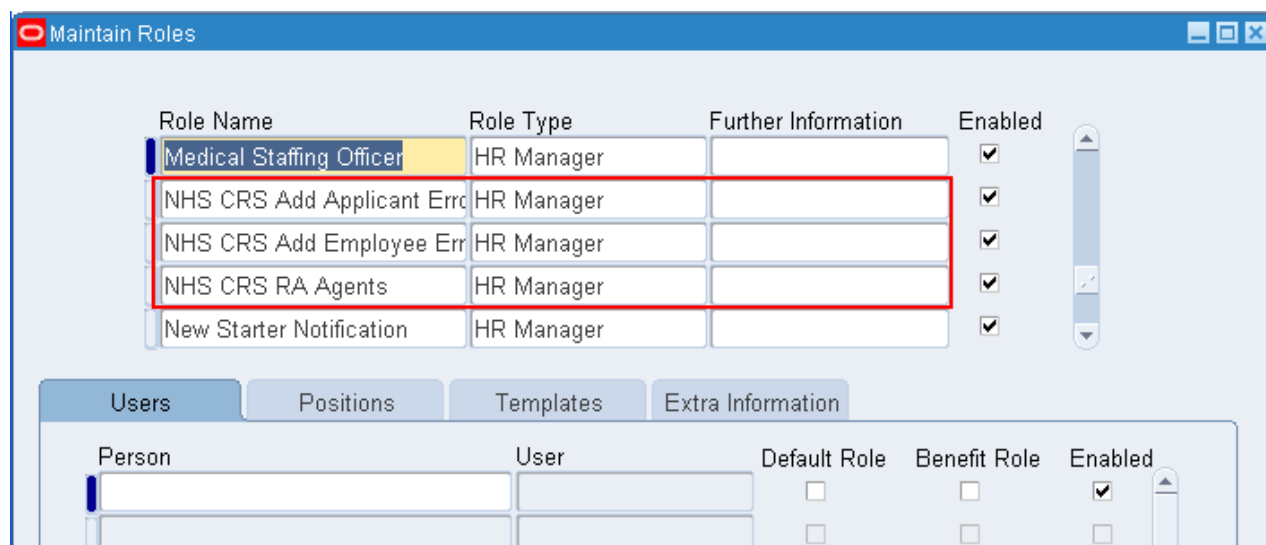 Maintain Roles
Role Name Role Type Further Information Enabled
Medical Staffing Officer HR Manager
NHS CRS Add Applicant Erro HR Manager
NHS CRS Add Employee Err HR Manager
NHS CRS RA Agents HR Manager
New Starter Notification HR Manager
Users Positions Templates Extra Information
Person User Default Role Benefit Role Enabled